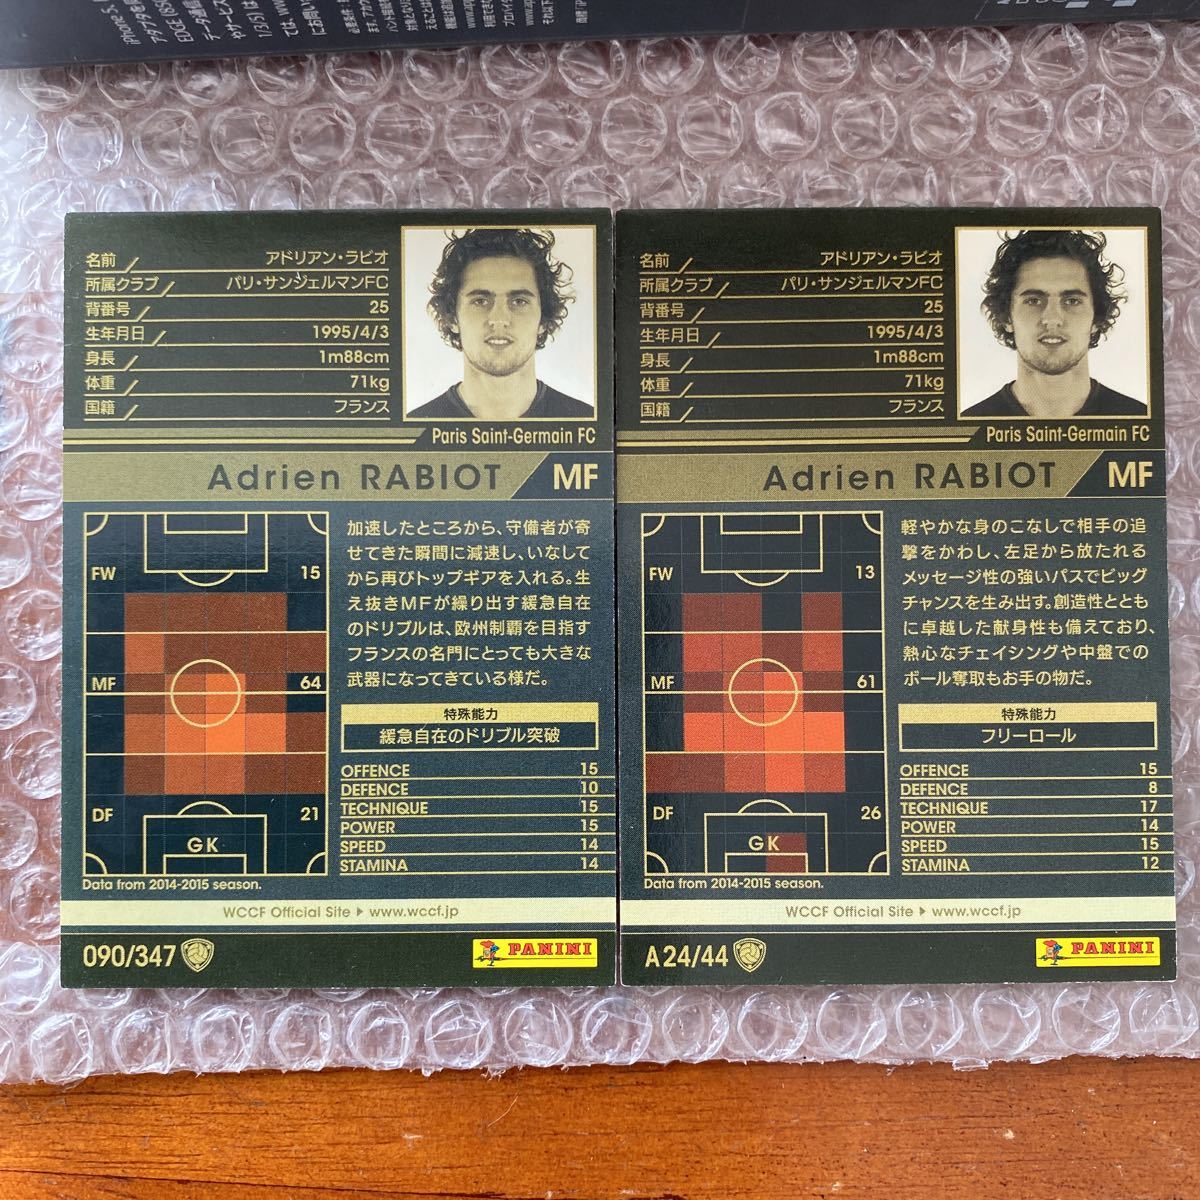 iPhone 5,
EDGE (GSM
名前 アドリアン・ラビオ
所属クラブ パリ・サンジェルマンFC
背番号 25
生年月日 1995/4/3
身長 1m88cm
体重 71kg
国籍 フランス
Paris Saint-Germain FC
Adrien RABIOT MF
FW 15
MF 64
DF 21
GK
Data from 2014-2015 season.
加速したところから、守備者が寄
せてきた瞬間に減速し、いなして
から再びトップギアを入れる。生
え抜きMFが繰り出す緩急自在
のドリブルは、欧州制覇を目指す
フランスの名門にとっても大きな
武器になってきている様だ。
特殊能力
緩急自在のドリブル突破
OFFENCE 15
DEFENCE 10
TECHNIQUE 15
POWER 15
SPEED 14
STAMINA 14
WCCF Official Site ▶ www.wccf.jp
090/347 PANINI
名前 アドリアン・ラビオ
所属クラブ パリ・サンジェルマンFC
背番号 25
生年月日 1995/4/3
身長 1m88cm
体重 71kg
国籍 フランス
Paris Saint-Germain FC
Adrien RABIOT MF
FW 13
MF 61
DF 26
GK
Data from 2014-2015 season.
軽やかな身のこなしで相手の追
撃をかわし、左足から放たれる
メッセージ性の強いパスでビッグ
チャンスを生み出す。創造性ととも
に卓越した献身性も備えており、
熱心なチェイシングや中盤での
ボール奪取もお手の物だ。
特殊能力
フリーロール
OFFENCE 15
DEFENCE 8
TECHNIQUE 17
POWER 14
SPEED 15
STAMINA 12
WCCF Official Site ▶ www.wccf.jp
A24/44 PANINI